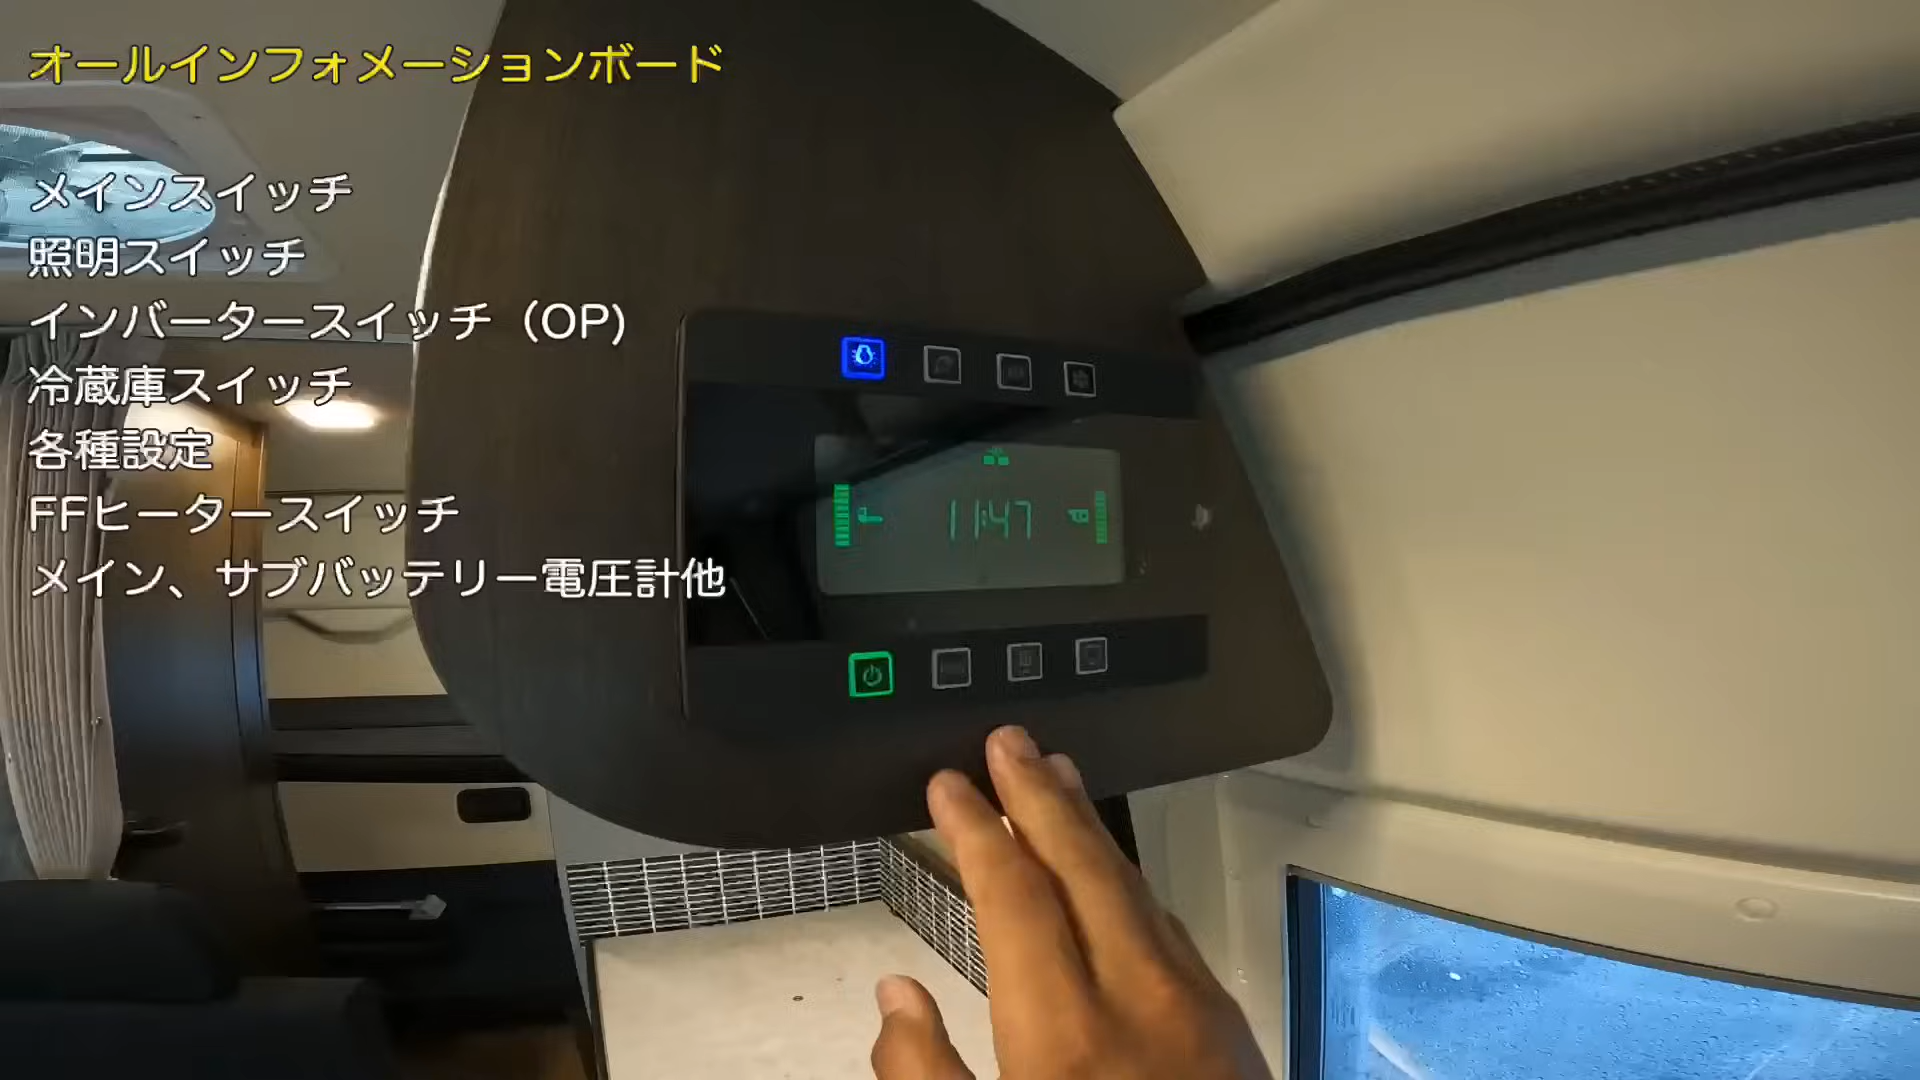 オールインフォメーションボード
メインスイッチ
照明スイッチ
インバータースイッチ（OP)
冷蔵庫スイッチ
各種設定
FFヒータースイッチ
メイン、サブバッテリー電圧計他
11:47